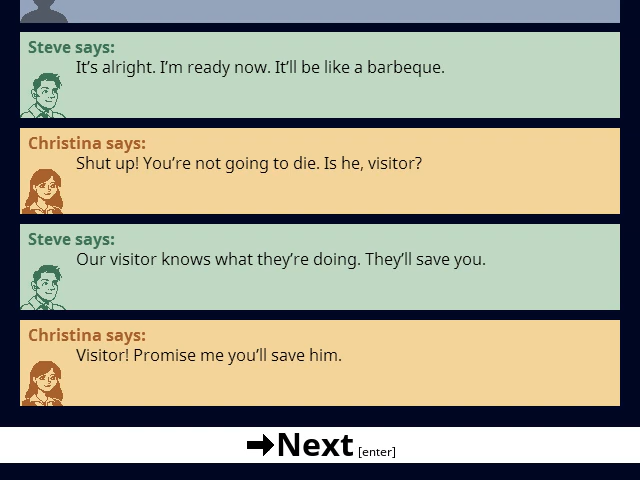 Steve says:
It’s alright. I’m ready now. It’ll be like a barbeque.
Christina says:
Shut up! You’re not going to die. Is he, visitor?
Steve says:
Our visitor knows what they’re doing. They’ll save you.
Christina says:
Visitor! Promise me you’ll save him.
➡Next [enter]